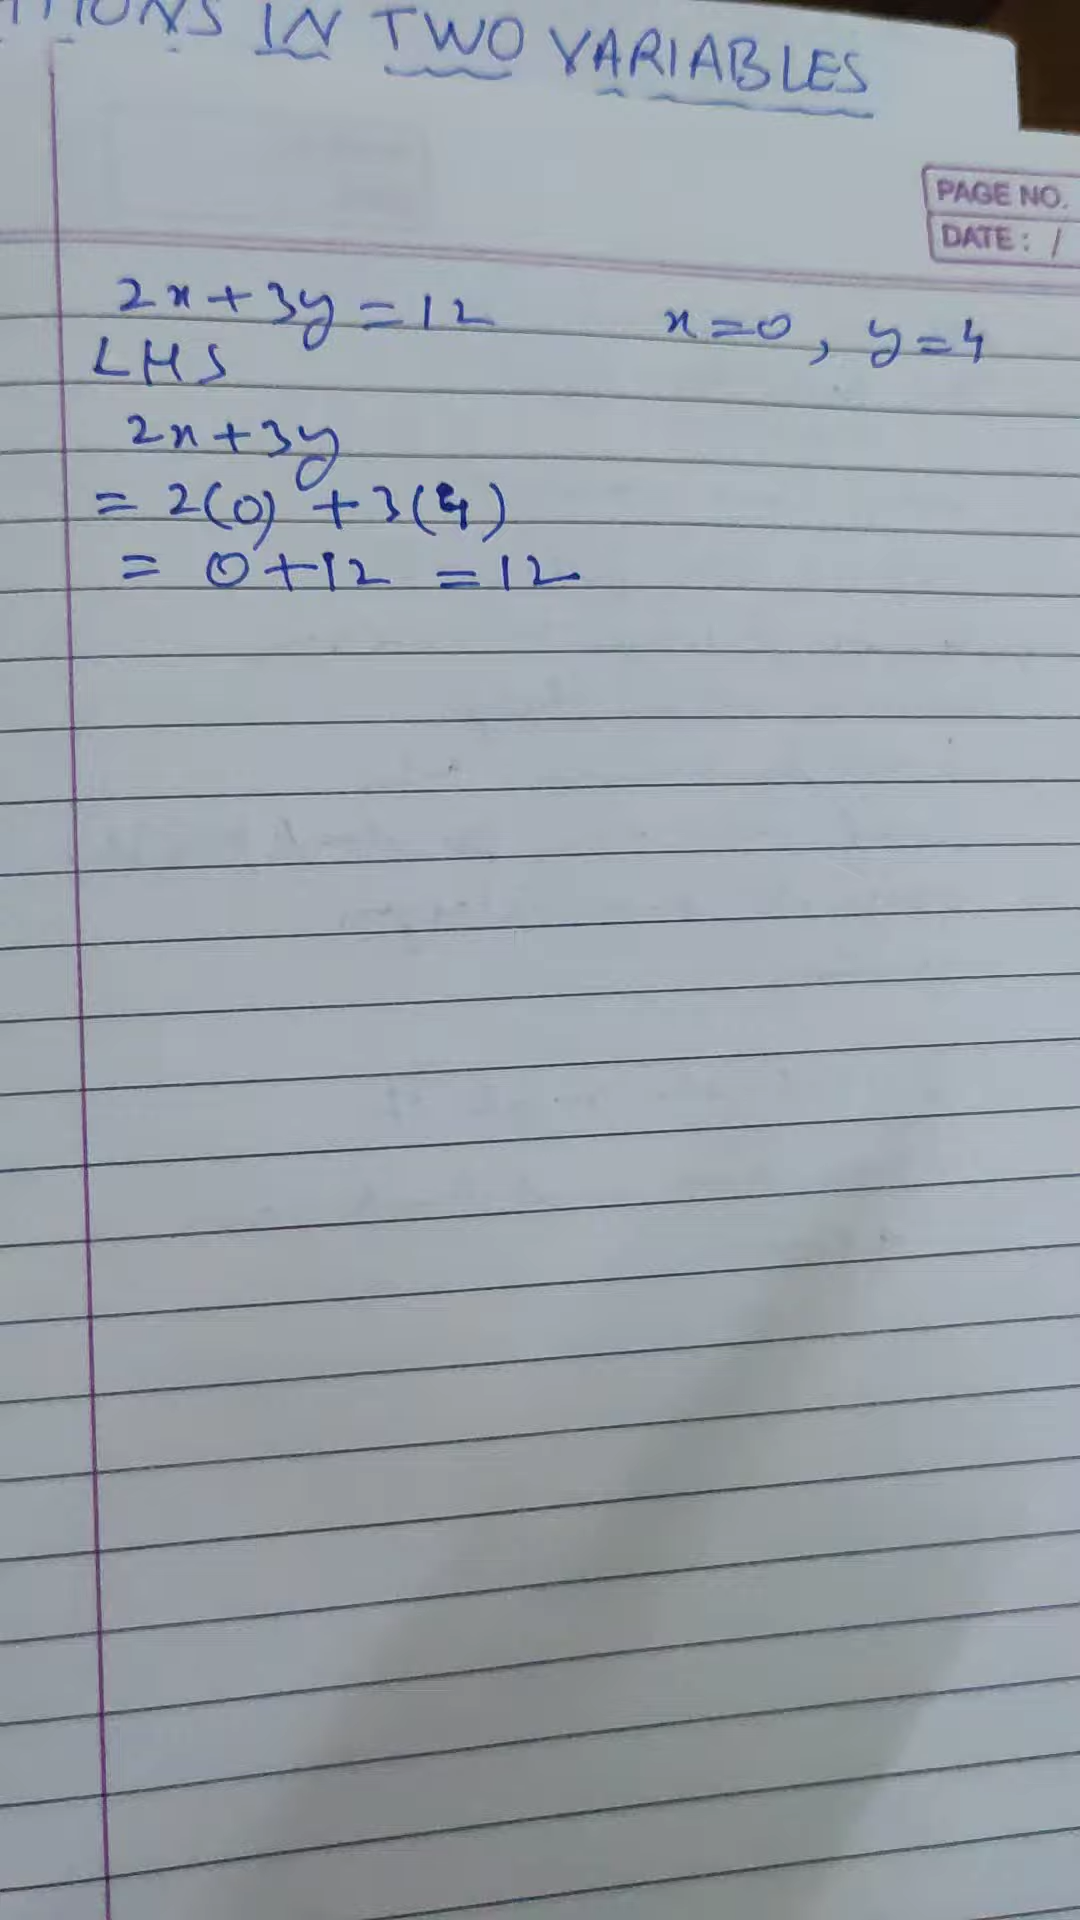 IN TWO VARIABLES
PAGE NO.
DATE: /
2x+3y=12 x=0, y=4
LHS
2x+3y
= 2(0) +3(4)
= 0+12 =12